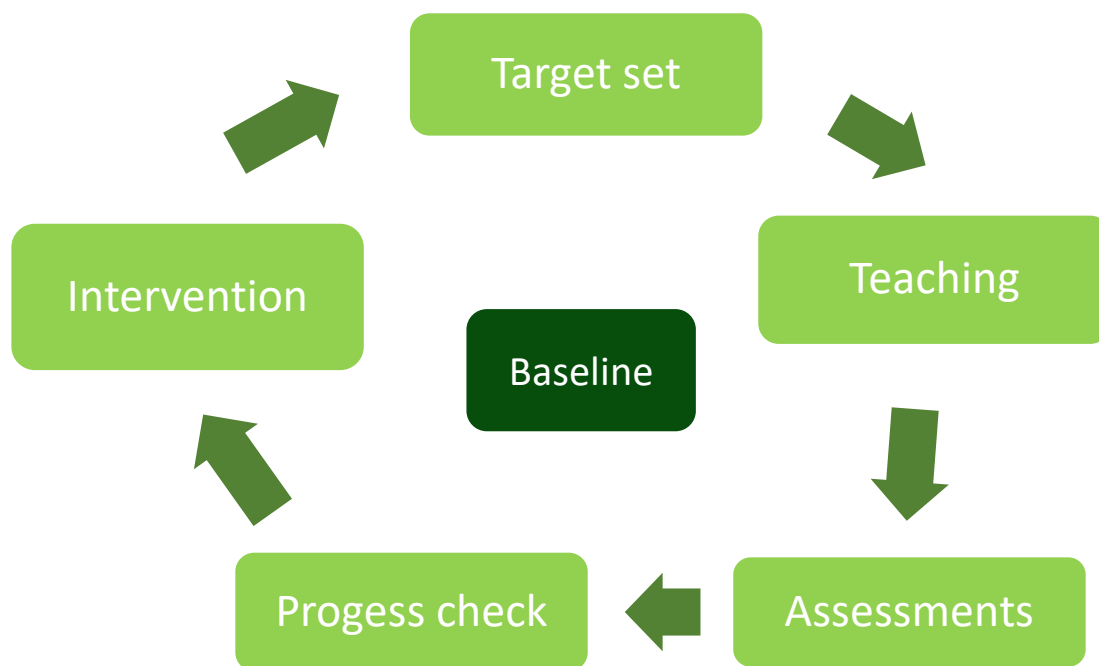 Target set
Teaching
Assessments
Progess check
Intervention
Baseline